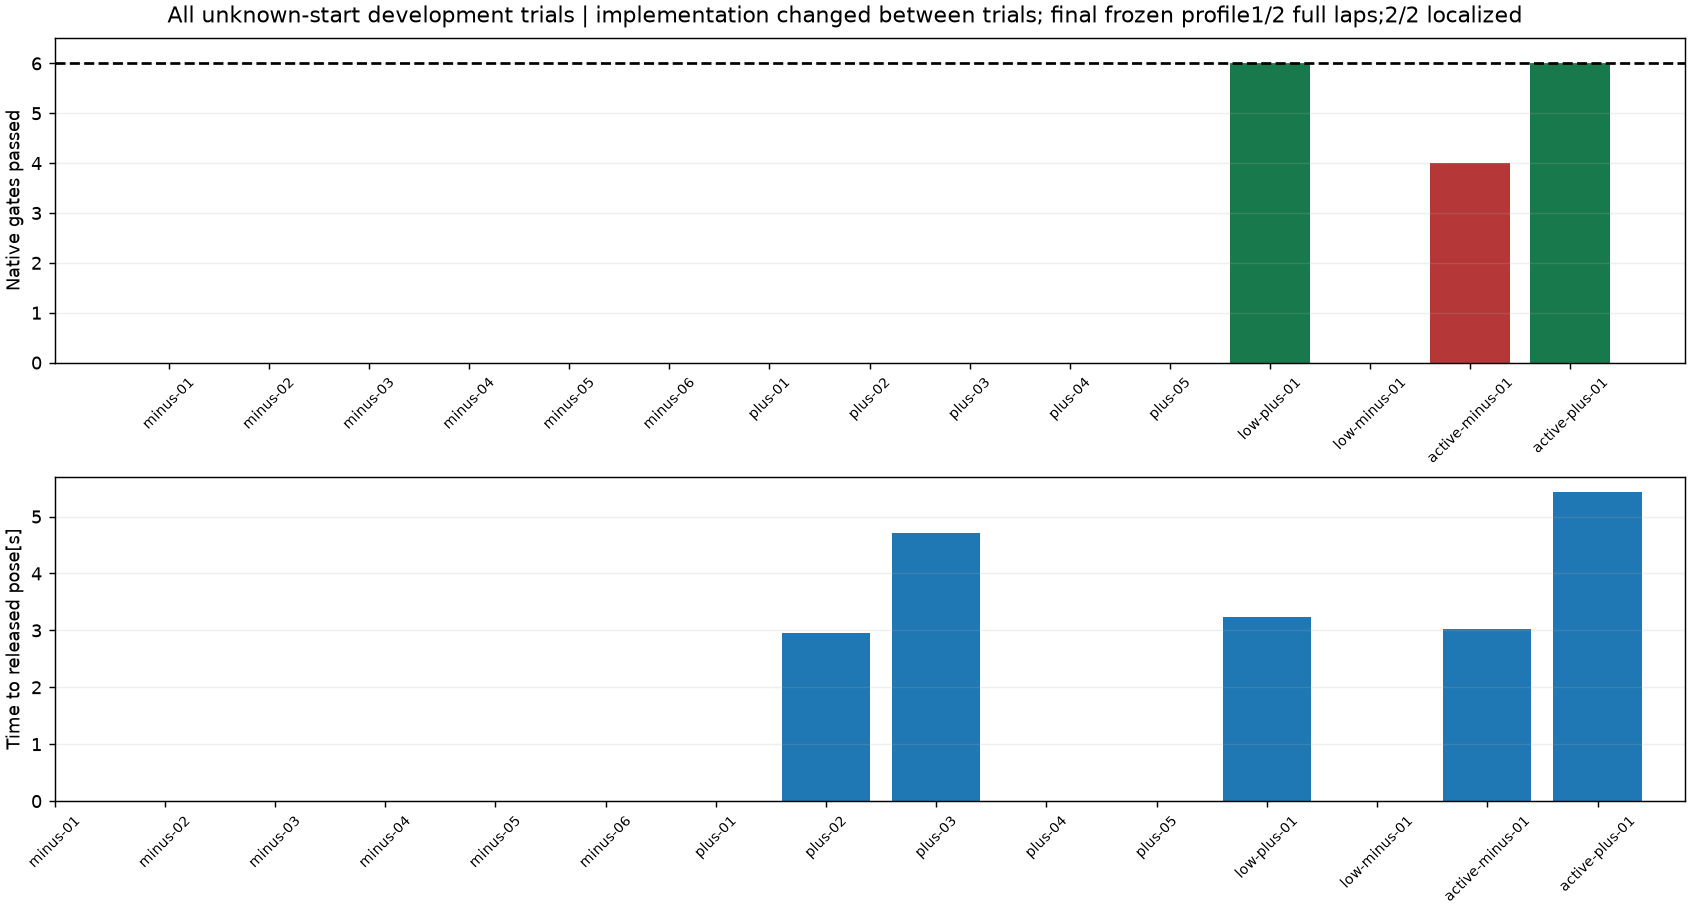 All unknown-start development trials | implementation changed between trials; final frozen profile1/2 full laps;2/2 localized
Native gates passed
6
5
4
3
2
1
0
minus-01
minus-02
minus-03
minus-04
minus-05
minus-06
plus-01
plus-02
plus-03
plus-04
plus-05
low-plus-01
low-minus-01
active-minus-01
active-plus-01
Time to released pose[s]
5
4
3
2
1
0
minus-01
minus-02
minus-03
minus-04
minus-05
minus-06
plus-01
plus-02
plus-03
plus-04
plus-05
low-plus-01
low-minus-01
active-minus-01
active-plus-01